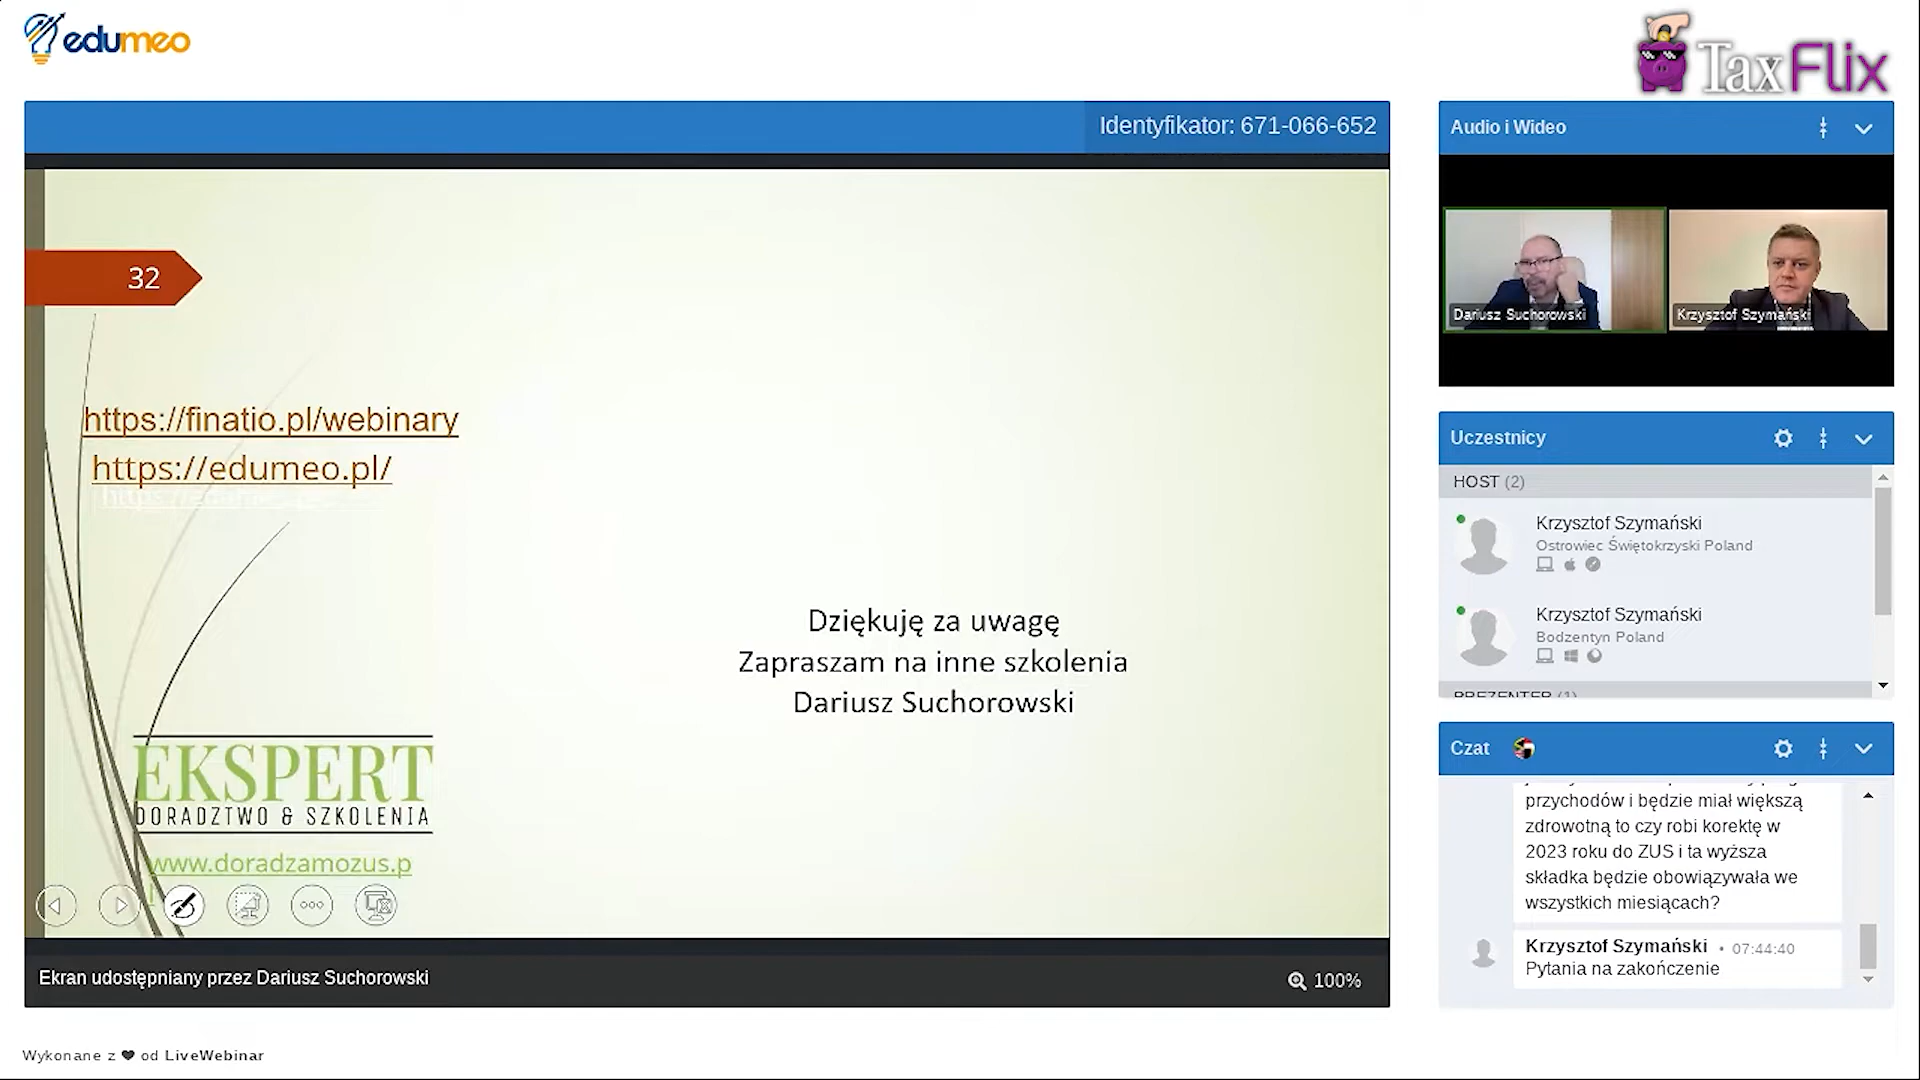 edumeo
TaxFlix
Identyfikator: 671-066-652
32
https://finatio.pl/webinary
https://edumeo.pl/
Dziękuję za uwagę
Zapraszam na inne szkolenia
Dariusz Suchorowski
EKSPERT
DORADZTWO & SZKOLENIA
www.doradzamozus.p
l
Ekran udostępniany przez Dariusz Suchorowski
100%
Audio i Wideo
Dariusz Suchorowski
Krzysztof Szymański
Uczestnicy
HOST (2)
Krzysztof Szymański
Ostrowiec Świętokrzyski Poland
Krzysztof Szymański
Bodzentyn Poland
PREZENTER (1)
Czat
przychodów i będzie miał większą
zdrowotną to czy robi korektę w
2023 roku do ZUS i ta wyższa
składka będzie obowiązywała we
wszystkich miesiącach?
Krzysztof Szymański • 07:44:40
Pytania na zakończenie
Wykonane z ❤ od LiveWebinar